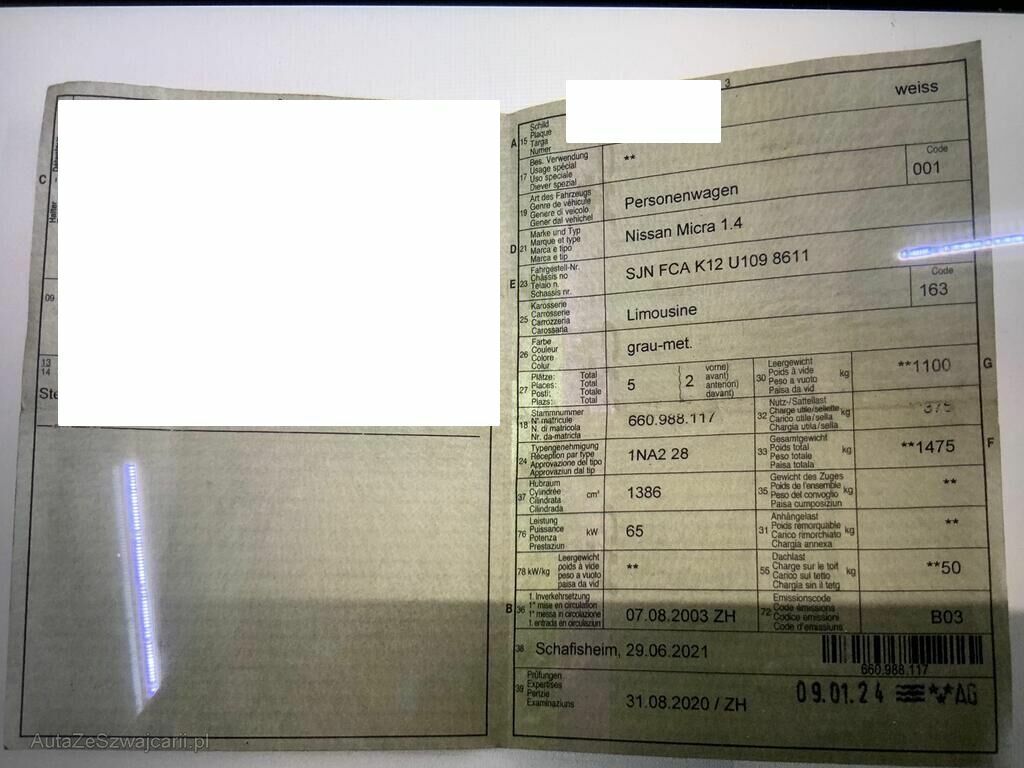 C
Halter
09
13
14
Ste
3
A 15
Schild
Plaque
Targa
Numer
weiss
17
Bes. Verwendung
Usage spécial
Uso speciale
Diever spezial
**
Code
001
19
Art des Fahrzeugs
Genre de véhicule
Genere di veicolo
Gener dal vehichel
Personenwagen
D 21
Marke und Typ
Marque et type
Marca e tipo
Marca e tip
Nissan Micra 1.4
E 23
Fahrgestell-Nr.
Châssis no
Telaio n.
Schassis nr.
SJN FCA K12 U109 8611
25
Karosserie
Carrosserie
Carrozzeria
Carossaria
Limousine
Code
163
26
Farbe
Couleur
Colore
Colur
grau-met.
27
Plätze: Total
Places: Total
Posti: Totale
Plazs: Total
5
2
vorne)
avant)
anteriori)
davant)
30
Leergewicht
Poids à vide
Peso a vuoto
Paisa da vid
kg
**1100
G
18
Stammnummer
N° matricule
N. di matricola
Nr. da matricla
660.988.117
32
Nutz-/Sattellast
Charge utile/sellette
Carico utile/sella
Chargia utila/sella
kg
**375
24
Typengenehmigung
Réception par type
Approvazione del tipo
Approvaziun dal tip
1NA2 28
33
Gesamtgewicht
Poids total
Peso totale
Paisa totala
kg
**1475
F
37
Hubraum
Cylindrée
Cilindrata
Cilindrada
cm³
1386
35
Gewicht des Zuges
Poids de l'ensemble
Peso del convoglio
Paisa cumposiziun
kg
**
76
Leistung
Puissance
Potenza
Prestaziun
kW
65
31
Anhängelast
Poids remorquable
Carico rimorchiato
Chargia annexa
kg
**
78 kW/kg
Leergewicht
poids à vide
peso a vuoto
paisa da vid
**
55
Dachlast
Charge sur le toit
Carico sul tetto
Chargia sin il tetg
kg
**50
B 36
1. Inverkehrsetzung
1re mise en circulation
1a messa in circolazione
1. entrada en circulaziun
07.08.2003 ZH
72
Emissionscode
Code émissions
Codice emissioni
Code d'emissiuns
B03
38
Schafisheim, 29.06.2021
660.988.117
39
Prüfungen
Expertises
Perizie
Examinaziuns
31.08.2020 / ZH
09.01.24 AG
AutaZeSzwajcarii.pl